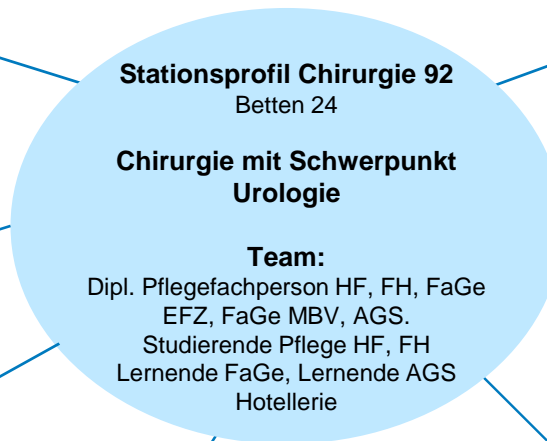 Stationsprofil Chirurgie 92
Betten 24
Chirurgie mit Schwerpunkt
Urologie
Team:
Dipl. Pflegefachperson HF, FH, FaGe
EFZ, FaGe MBV, AGS.
Studierende Pflege HF, FH
Lernende FaGe, Lernende AGS
Hotellerie